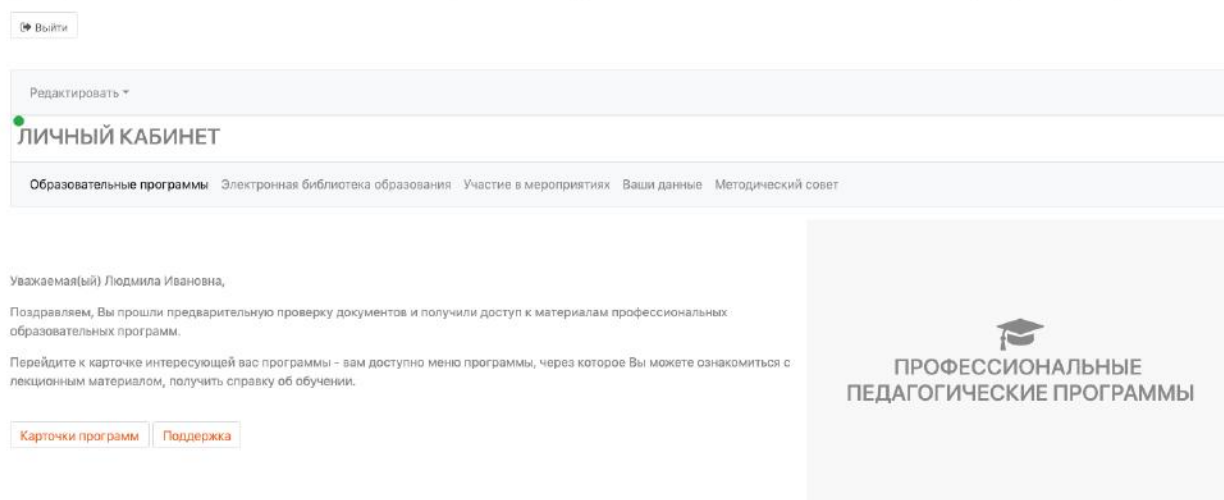 Выйти
Редактировать
ЛИЧНЫЙ КАБИНЕТ
Образовательные программы Электронная библиотека образования Участие в мероприятиях Ваши данные Методический совет
Уважаемая(ый) Людмила Ивановна,
Поздравляем, Вы прошли предварительную проверку документов и получили доступ к материалам профессиональных
образовательных программ.
Перейдите к карточке интересующей вас программы - вам доступно меню программы, через которое Вы можете ознакомиться с
лекционным материалом, получить справку об обучении.
Карточки программ Поддержка
ПРОФЕССИОНАЛЬНЫЕ
ПЕДАГОГИЧЕСКИЕ ПРОГРАММЫ